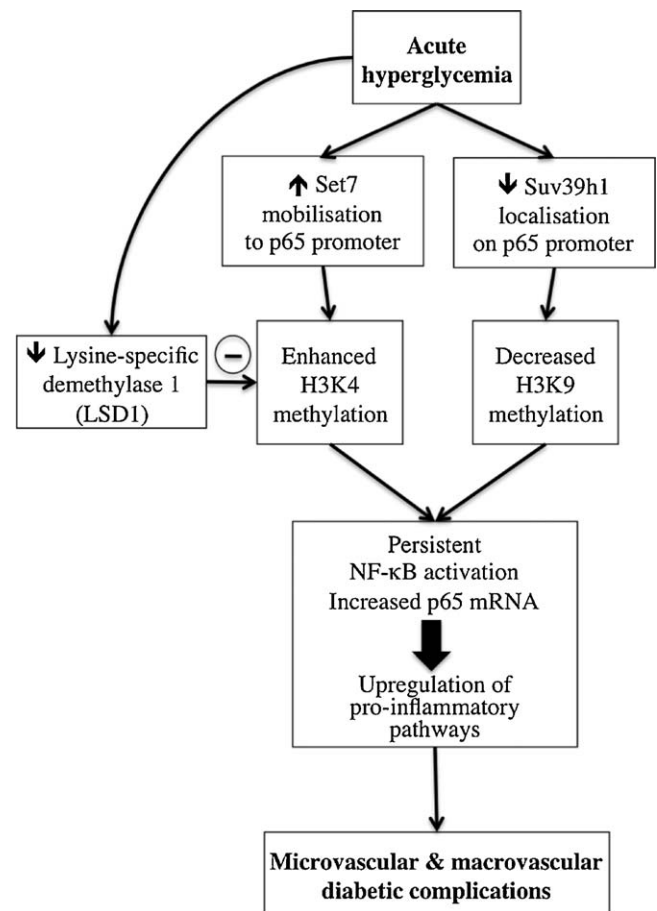 Acute
hyperglycemia
↑ Set7
mobilisation
to p65 promoter
↓ Suv39h1
localisation
on p65 promoter
↓ Lysine-specific
demethylase 1
(LSD1)
−
Enhanced
H3K4
methylation
Decreased
H3K9
methylation
Persistent
NF-κB activation
Increased p65 mRNA
Upregulation of
pro-inflammatory
pathways
Microvascular & macrovascular
diabetic complications